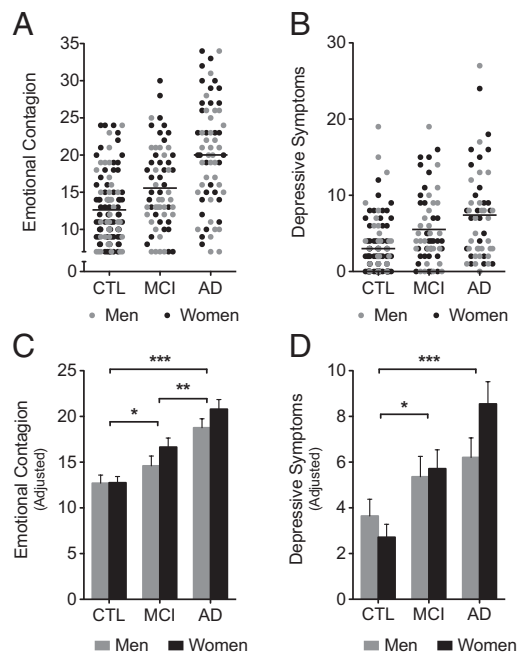 A
Emotional Contagion
35
30
25
20
15
10
0
CTL MCI AD
Men Women
B
Depressive Symptoms
30
20
10
0
CTL MCI AD
Men Women
C
Emotional Contagion
(Adjusted)
25
20
15
10
5
0
***
**
*
CTL MCI AD
Men Women
D
Depressive Symptoms
(Adjusted)
10
8
6
4
2
0
***
*
CTL MCI AD
Men Women